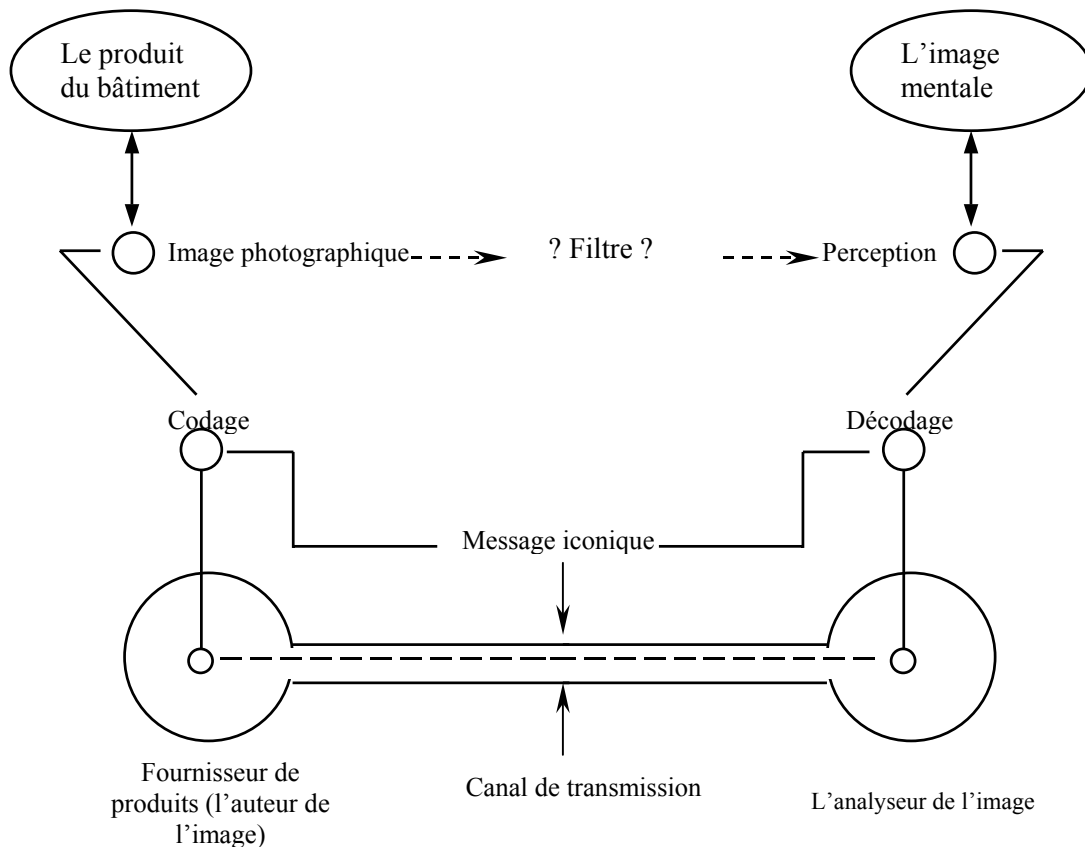 Le produit
du bâtiment
L’image
mentale
Image photographique
? Filtre ?
Perception
Codage
Décodage
Message iconique
Fournisseur de
produits (l’auteur de
l’image)
Canal de transmission
L’analyseur de l’image